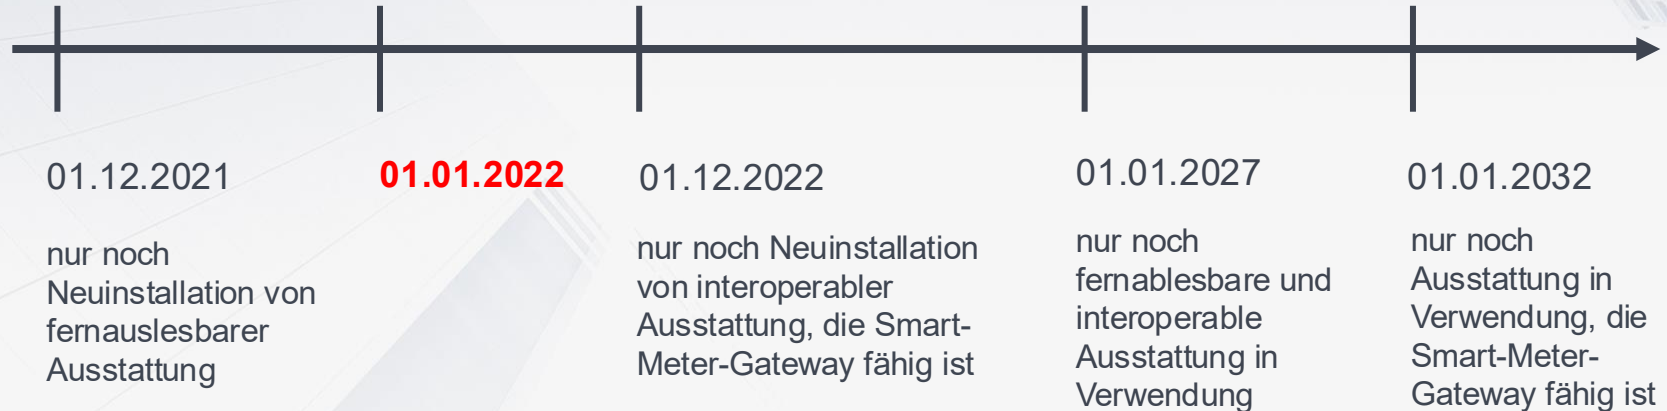 01.12.2021
nur noch
Neuinstallation von
fernauslesbarer
Ausstattung
01.01.2022
01.12.2022
nur noch Neuinstallation
von interoperabler
Ausstattung, die Smart-
Meter-Gateway fähig ist
01.01.2027
nur noch
fernablesbare und
interoperable
Ausstattung in
Verwendung
01.01.2032
nur noch
Ausstattung in
Verwendung, die
Smart-Meter-
Gateway fähig ist